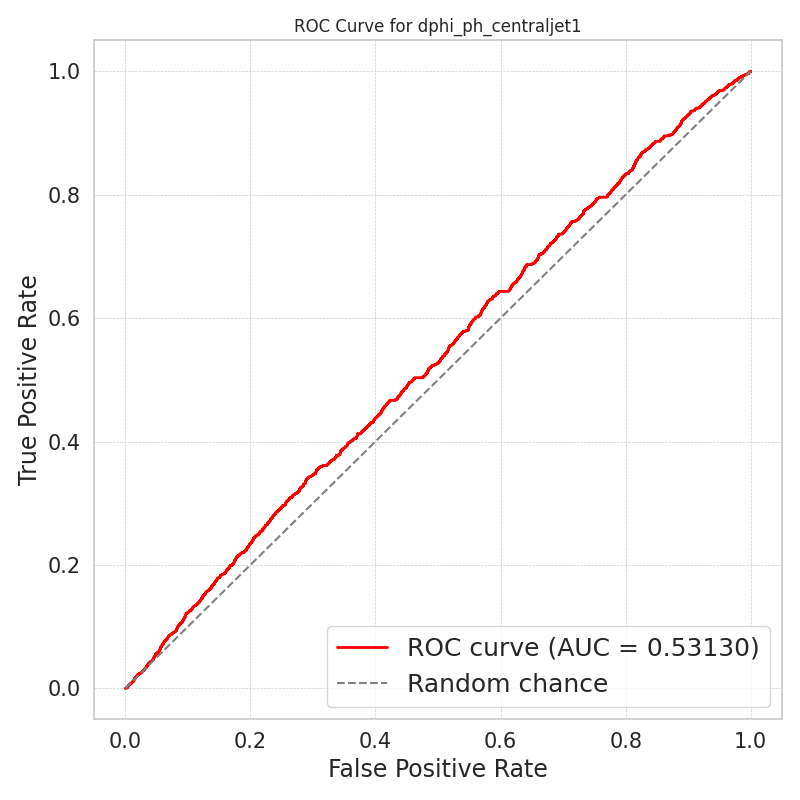 ROC Curve for dphi_ph_centraljet1
1.0
0.8
0.6
0.4
0.2
0.0
True Positive Rate
ROC curve (AUC = 0.53130)
Random chance
0.0 0.2 0.4 0.6 0.8 1.0
False Positive Rate